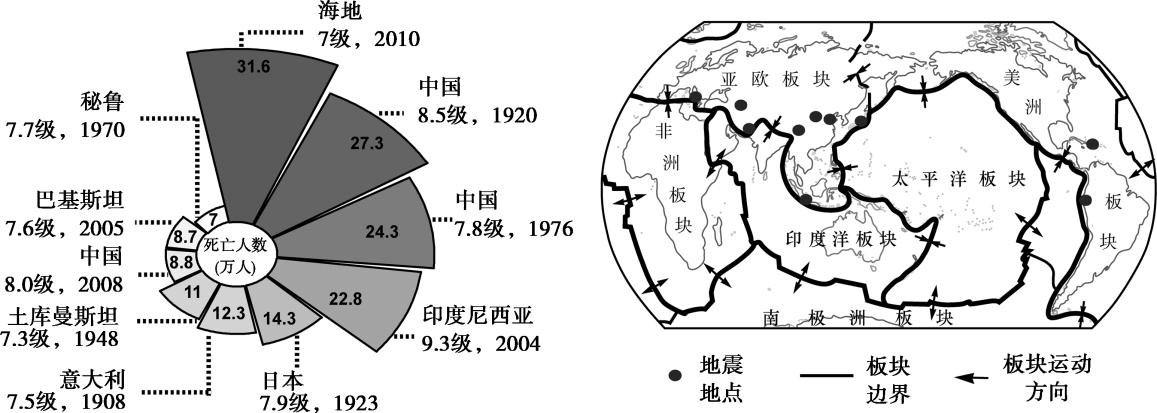 海地
7级，2010
31.6
中国
8.5级，1920
27.3
中国
7.8级，1976
24.3
印度尼西亚
9.3级，2004
22.8
日本
7.9级，1923
14.3
意大利
7.5级，1908
12.3
土库曼斯坦
7.3级，1948
11
中国
8.0级，2008
8.8
巴基斯坦
7.6级，2005
8.7
秘鲁
7.7级，1970
7
死亡人数
(万人)
亚欧板块
非洲板块
美洲板块
太平洋板块
印度洋板块
南极洲板块
地震
地点
板块
边界
板块运动
方向